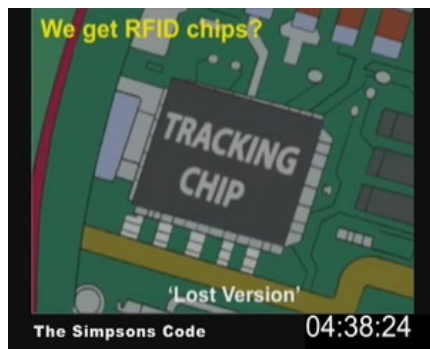 We get RFID chips?
TRACKING
CHIP
'Lost Version'
The Simpsons Code
04:38:24